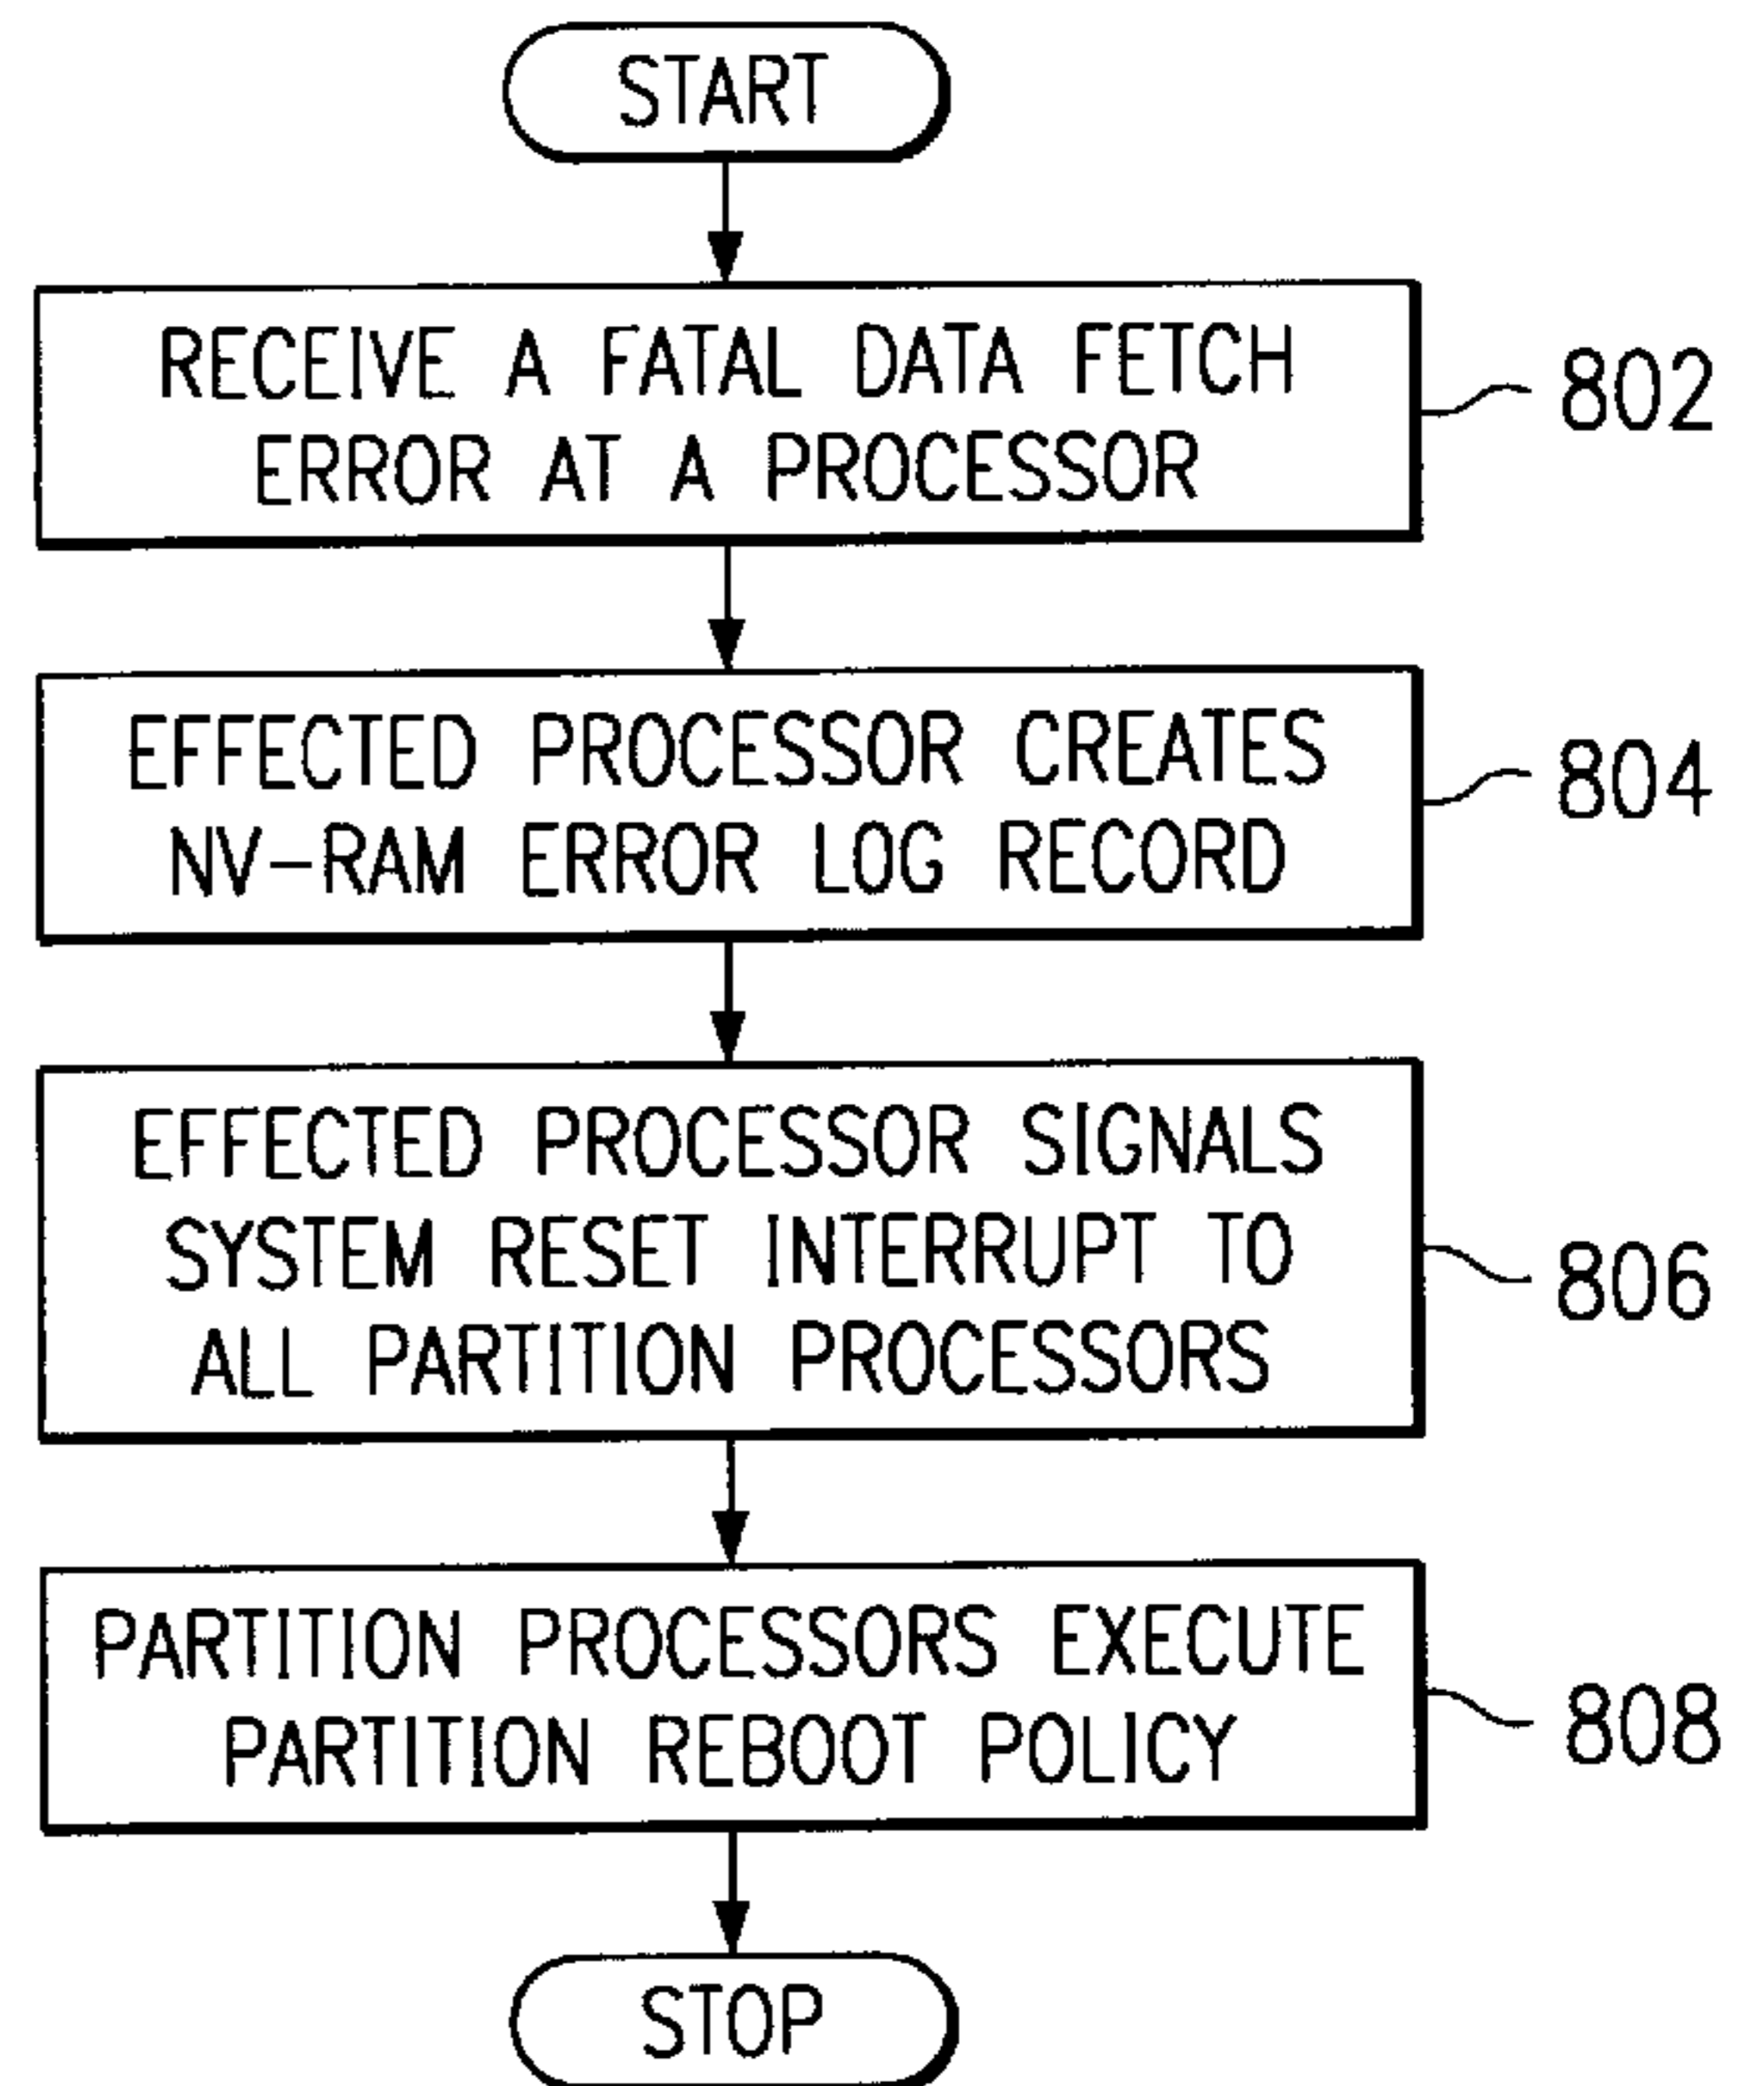 START
RECEIVE A FATAL DATA FETCH
ERROR AT A PROCESSOR
802
EFFECTED PROCESSOR CREATES
NV-RAM ERROR LOG RECORD
804
EFFECTED PROCESSOR SIGNALS
SYSTEM RESET INTERRUPT TO
ALL PARTITION PROCESSORS
806
PARTITION PROCESSORS EXECUTE
PARTITION REBOOT POLICY
808
STOP